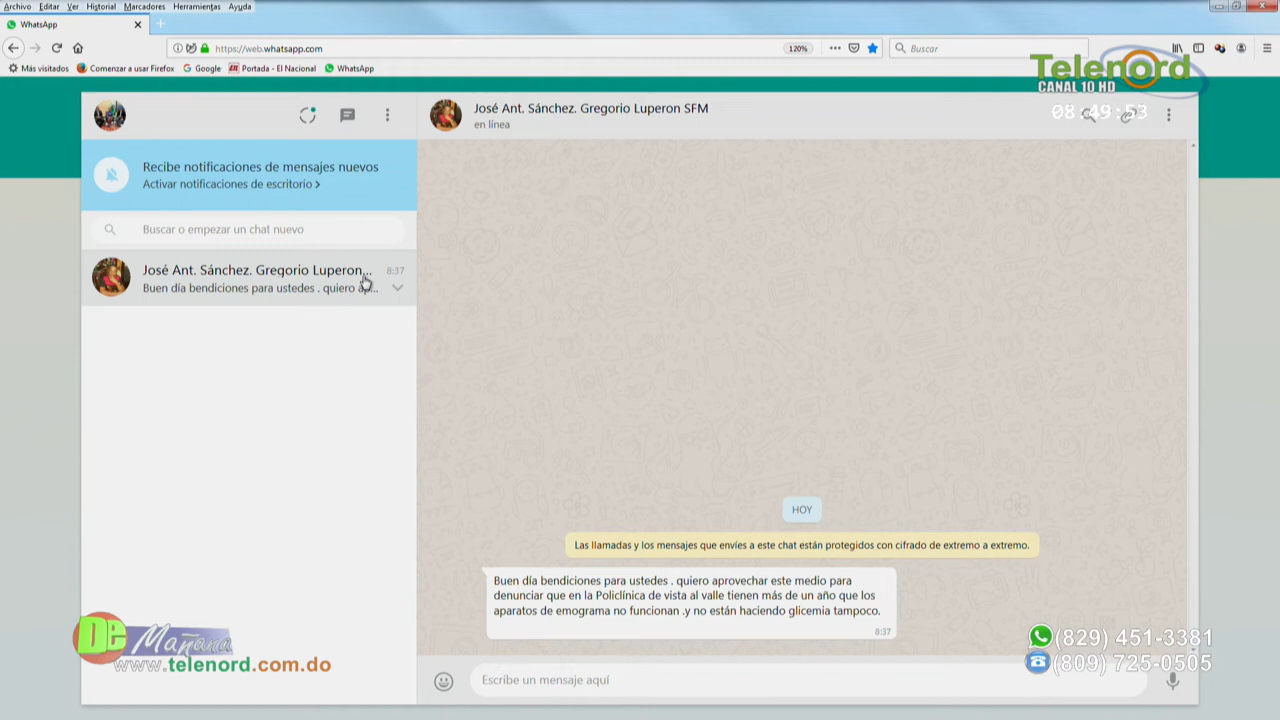 Archivo Editar Ver Historial Marcadores Herramientas Ayuda
WhatsApp
https://web.whatsapp.com
120%
Buscar
Más visitados Comenzar a usar Firefox Google Portada - El Nacional WhatsApp
Telenord
CANAL 10 HD
08:49:53
José Ant. Sánchez. Gregorio Luperon SFM
en línea
Recibe notificaciones de mensajes nuevos
Activar notificaciones de escritorio >
Buscar o empezar un chat nuevo
José Ant. Sánchez. Gregorio Luperon... 8:37
Buen día bendiciones para ustedes . quiero ap...
HOY
Las llamadas y los mensajes que envíes a este chat están protegidos con cifrado de extremo a extremo.
Buen día bendiciones para ustedes . quiero aprovechar este medio para
denunciar que en la Policlínica de vista al valle tienen más de un año que los
aparatos de emograma no funcionan .y no están haciendo glicemia tampoco.
8:37
De Mañana
www.telenord.com.do
(829) 451-3381
(809) 725-0505
Escribe un mensaje aquí